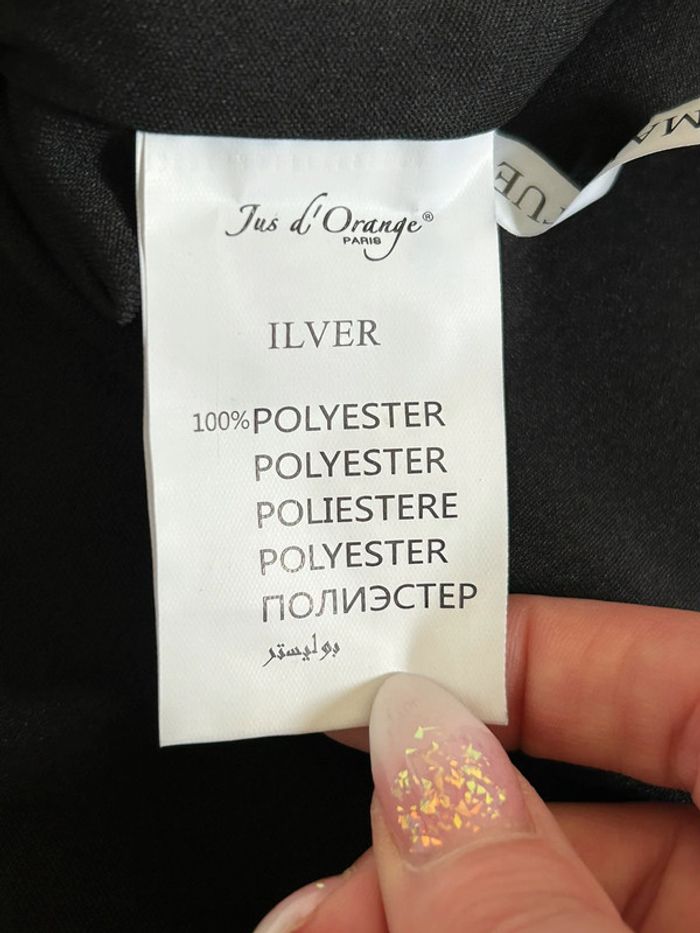 Jus d'Orange®
PARIS
ILVER
100% POLYESTER
POLYESTER
POLIESTERE
POLYESTER
ПОЛИЭСТЕР
بوليستر